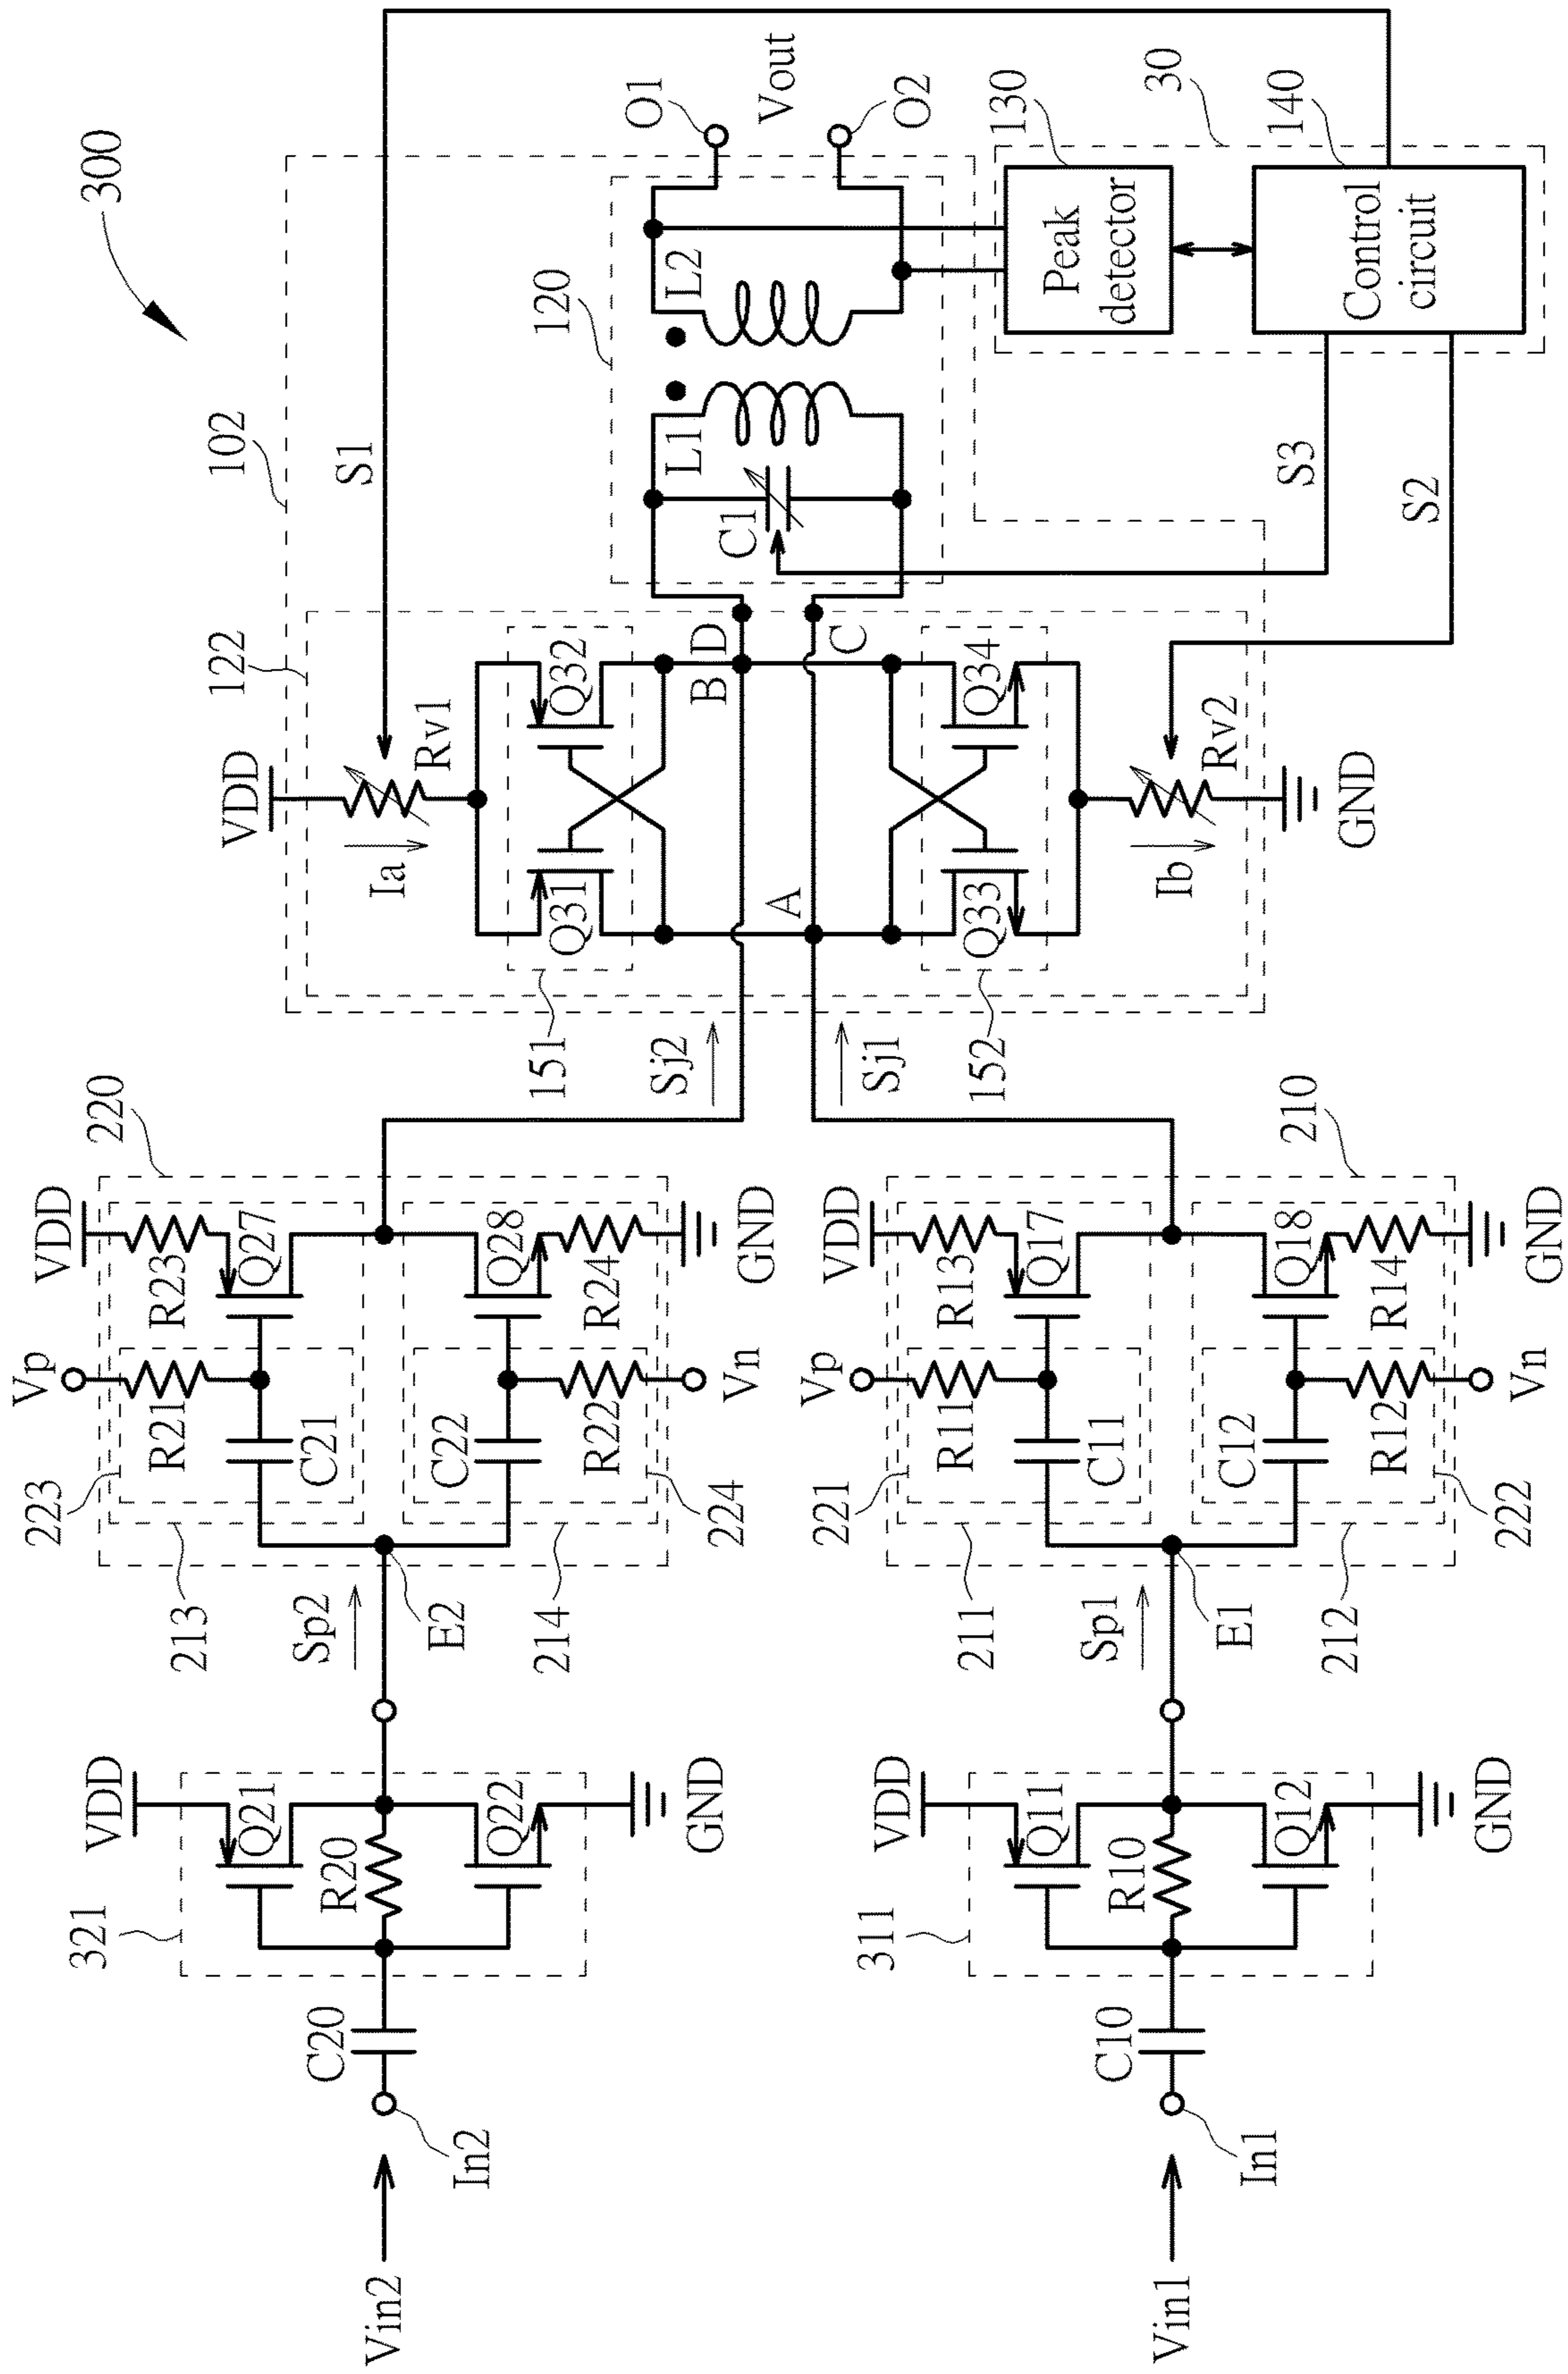 300
102
S1
122
VDD
Rv1
Ia
Q31
Q32
151
B
D
A
C
Q33
Q34
152
Rv2
Ib
GND
S2
S3
120
C1
L1
L2
O1
Vout
O2
130
Peak
detector
30
140
Control
circuit
Sj2
Sj1
220
VDD
R23
Q27
Vp
R21
C21
223
213
Q28
R24
GND
C22
R22
Vn
224
214
Sp2
E2
210
VDD
R13
Q17
Vp
R11
C11
221
211
Q18
R14
GND
C12
R12
Vn
222
212
Sp1
E1
VDD
Q21
R20
Q22
GND
321
C20
In2
Vin2
VDD
Q11
R10
Q12
GND
311
C10
In1
Vin1